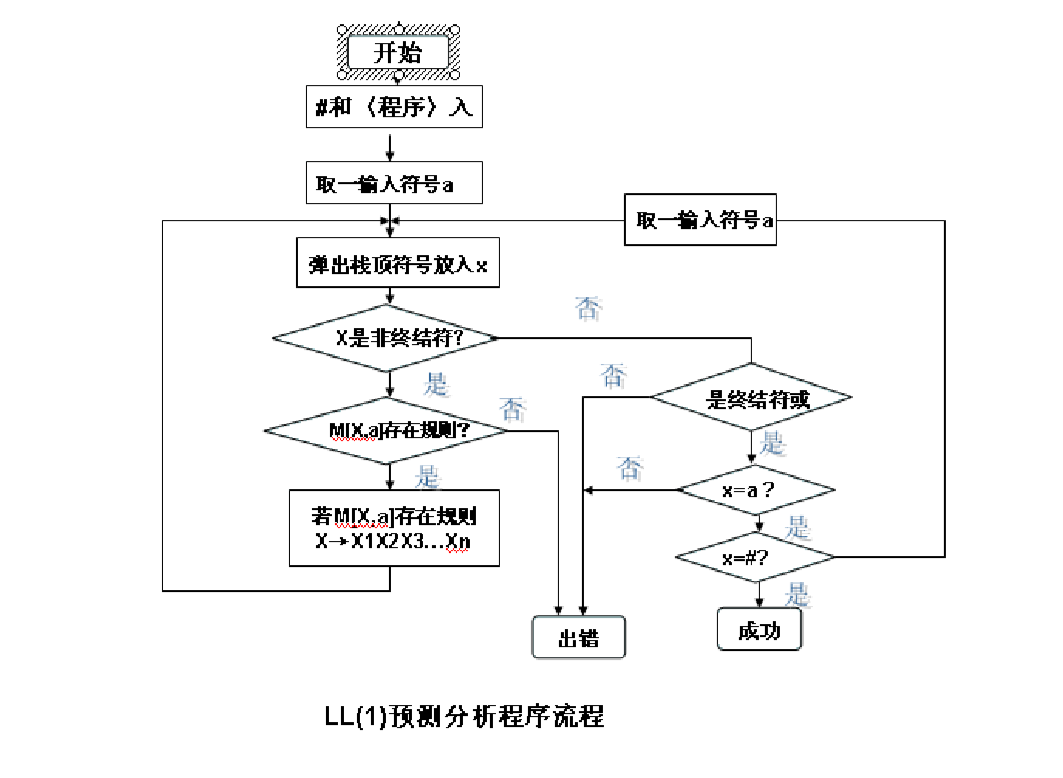 开始
#和〈程序〉入
取一输入符号a
取一输入符号a
弹出栈顶符号放入x
否
X是非终结符?
是
否
否
是终结符或
M[X,a]存在规则?
是
是
否
若M[X,a]存在规则
X→X1X2X3…Xn
x=a?
是
x=#?
是
出错
成功
LL(1)预测分析程序流程